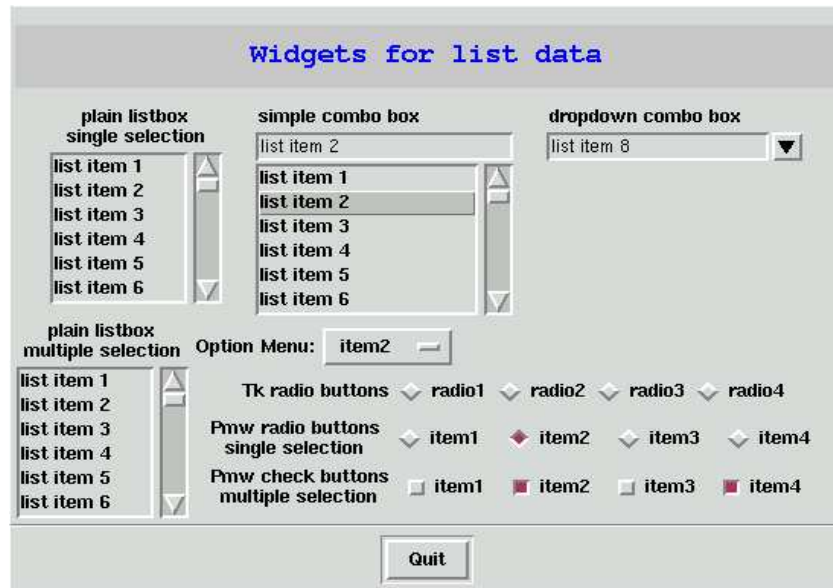 Widgets for list data
plain listbox
single selection
list item 1
list item 2
list item 3
list item 4
list item 5
list item 6
simple combo box
list item 2
list item 1
list item 2
list item 3
list item 4
list item 5
list item 6
dropdown combo box
list item 8
plain listbox
multiple selection
list item 1
list item 2
list item 3
list item 4
list item 5
list item 6
Option Menu: item2
Tk radio buttons radio1 radio2 radio3 radio4
Pmw radio buttons
single selection
item1 item2 item3 item4
Pmw check buttons
multiple selection
item1 item2 item3 item4
Quit